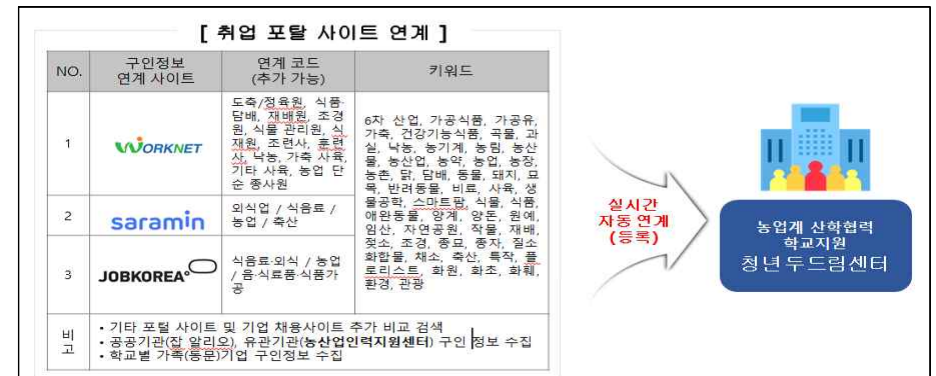 [ 취업 포탈 사이트 연계 ]
NO.
구인정보
연계 사이트
연계 코드
(추가 가능)
키워드
1
WORKNET
도축/정육원, 식품·
담배, 재배원, 조경
원, 식물 관리원, 식
재원, 조련사, 훈련
사, 낙농, 가축 사육,
기타 사육, 농업 단
순 종사원
2
saramin
외식업 / 식음료 /
농업 / 축산
3
JOBKOREA
식음료·외식 / 농업
/ 음·식료품·식품가
공
6차 산업, 가공식품, 가공유,
가축, 건강기능식품, 곡물, 과
실, 낙농, 농기계, 농림, 농산
물, 농산업, 농약, 농업, 농장,
농촌, 닭, 담배, 동물, 돼지, 묘
목, 반려동물, 비료, 사육, 생
물공학, 스마트팜, 식물, 식품,
애완동물, 양계, 양돈, 원예,
임산, 자연공원, 작물, 재배,
젖소, 조경, 종묘, 종자, 질소
화합물, 채소, 축산, 특작, 플
로리스트, 화원, 화초, 화훼,
환경, 관광
비
고
• 기타 포털 사이트 및 기업 채용사이트 추가 비교 검색
• 공공기관(잡 알리오), 유관기관(농산업인력지원센터) 구인 정보 수집
• 학교별 가족(동문)기업 구인정보 수집
실시간
자동 연계
(등록)
농업계 산학협력
학교지원
청년두드림센터